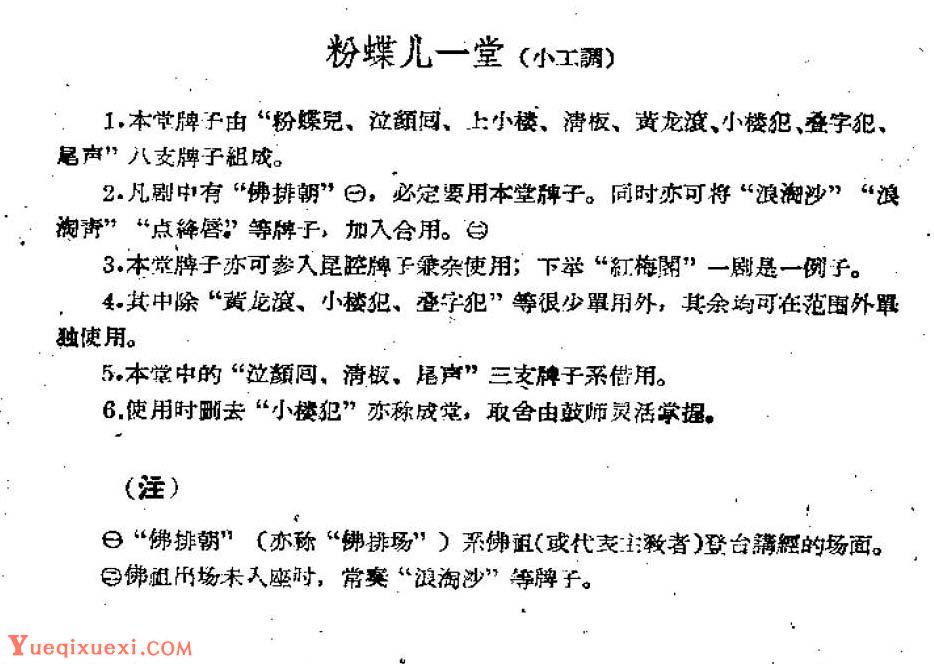 粉蝶儿一堂（小工調）
1.本堂牌子由“粉蝶兒、泣顏囘、上小楼、清板、黃龙滾、小楼犯、叠字犯、
尾声”八支牌子組成。
2.凡剧中有“佛排朝”㊀，必定要用本堂牌子。同时亦可将“浪淘沙”“浪
淘靑”“点絳唇”等牌子，加入合用。㊁
3.本堂牌子亦可参入昆腔牌子兼杂使用；下举“紅梅閣”一剧是一例子。
4.其中除“黃龙滾、小楼犯、叠字犯”等很少單用外，其余均可在范围外單
独使用。
5.本堂中的“泣顏囘、清板、尾声”三支牌子系借用。
6.使用时删去“小楼犯”亦称成堂，取舍由鼓师灵活掌握。
（注）
㊀“佛排朝”（亦称“佛排场”）系佛祖(或代表主教者)登台講經的场面。
㊁佛祖出场未入座时，常奏“浪淘沙”等牌子。
Yueqixuexi.com